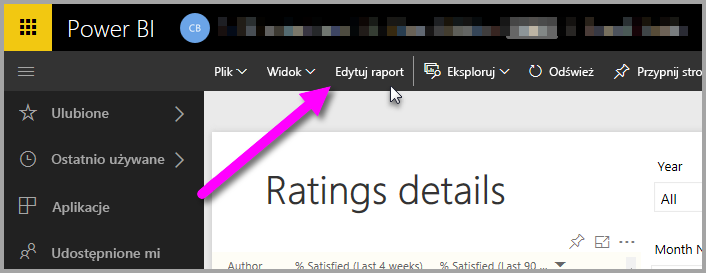 Power BI
CB
Plik
Widok
Edytuj raport
Eksploruj
Odśwież
Przypnij stro
Ulubione
Ostatnio używane
Aplikacje
Udostępnione mi
Ratings details
Year
All
Month N
Author
% Satisfied (Last 4 weeks)
% Satisfied (Last 90 ...